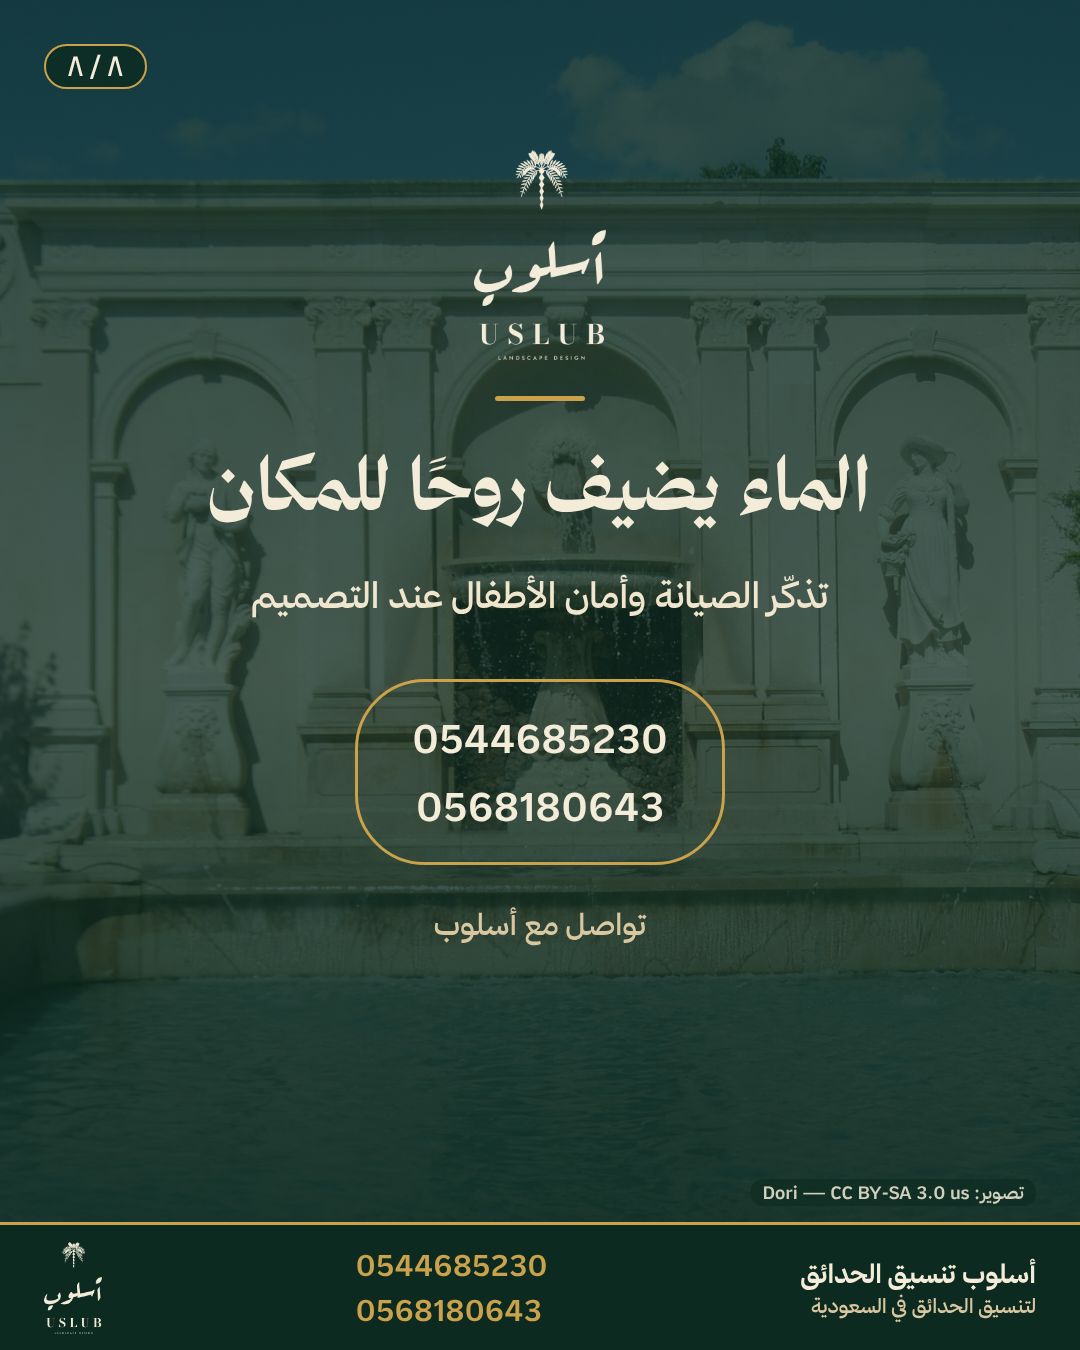 ٨ / ٨
أسلوب
USLUB
LANDSCAPE DESIGN
الماء يضيف روحًا للمكان
تذكّر الصيانة وأمان الأطفال عند التصميم
0544685230
0568180643
تواصل مع أسلوب
تصوير: Dori — CC BY-SA 3.0 us
أسلوب تنسيق الحدائق
لتنسيق الحدائق في السعودية
0544685230
0568180643
أسلوب
USLUB
LANDSCAPE DESIGN